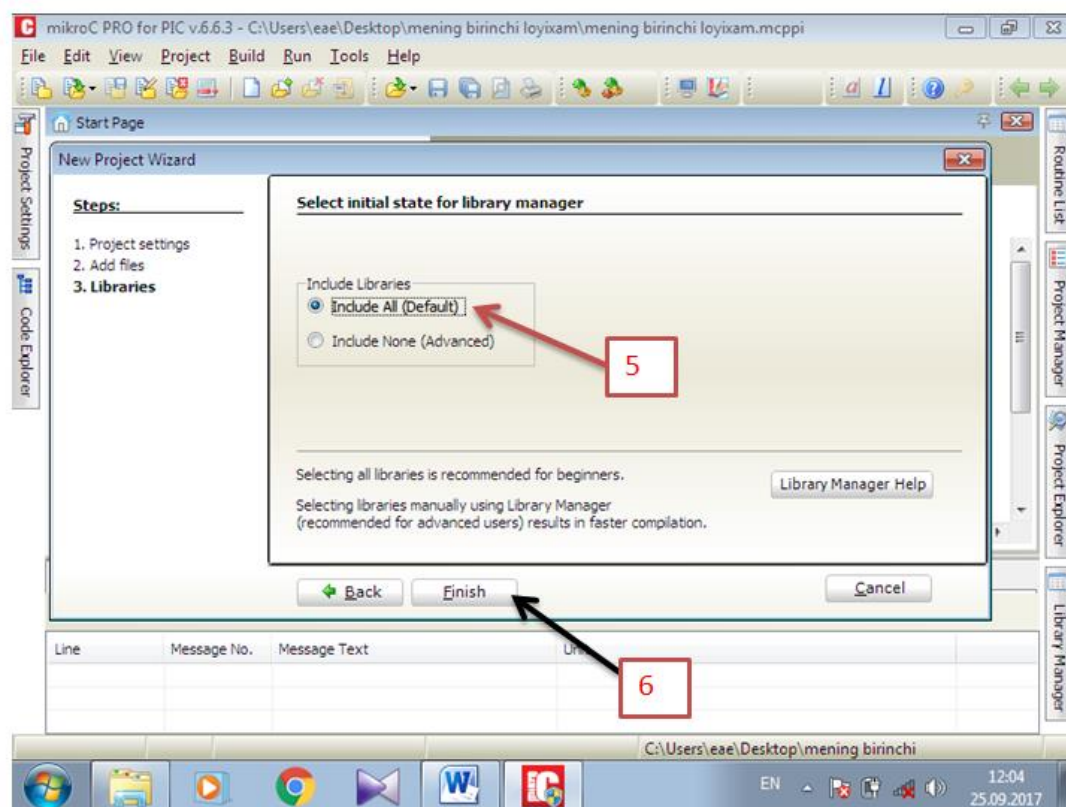 mikroC PRO for PIC v.6.6.3 - C:\Users\eae\Desktop\mening birinchi loyixam\mening birinchi loyixam.mcppi
File Edit View Project Build Run Tools Help
Start Page
Project Settings
Code Explorer
New Project Wizard
Steps:
1. Project settings
2. Add files
3. Libraries
Select initial state for library manager
Include Libraries
Include All (Default)
Include None (Advanced)
5
Selecting all libraries is recommended for beginners.
Selecting libraries manually using Library Manager
(recommended for advanced users) results in faster compilation.
Library Manager Help
Back Finish Cancel
6
Routine List
Project Manager
Project Explorer
Library Manager
Line Message No. Message Text
C:\Users\eae\Desktop\mening birinchi
EN
12:04
25.09.2017